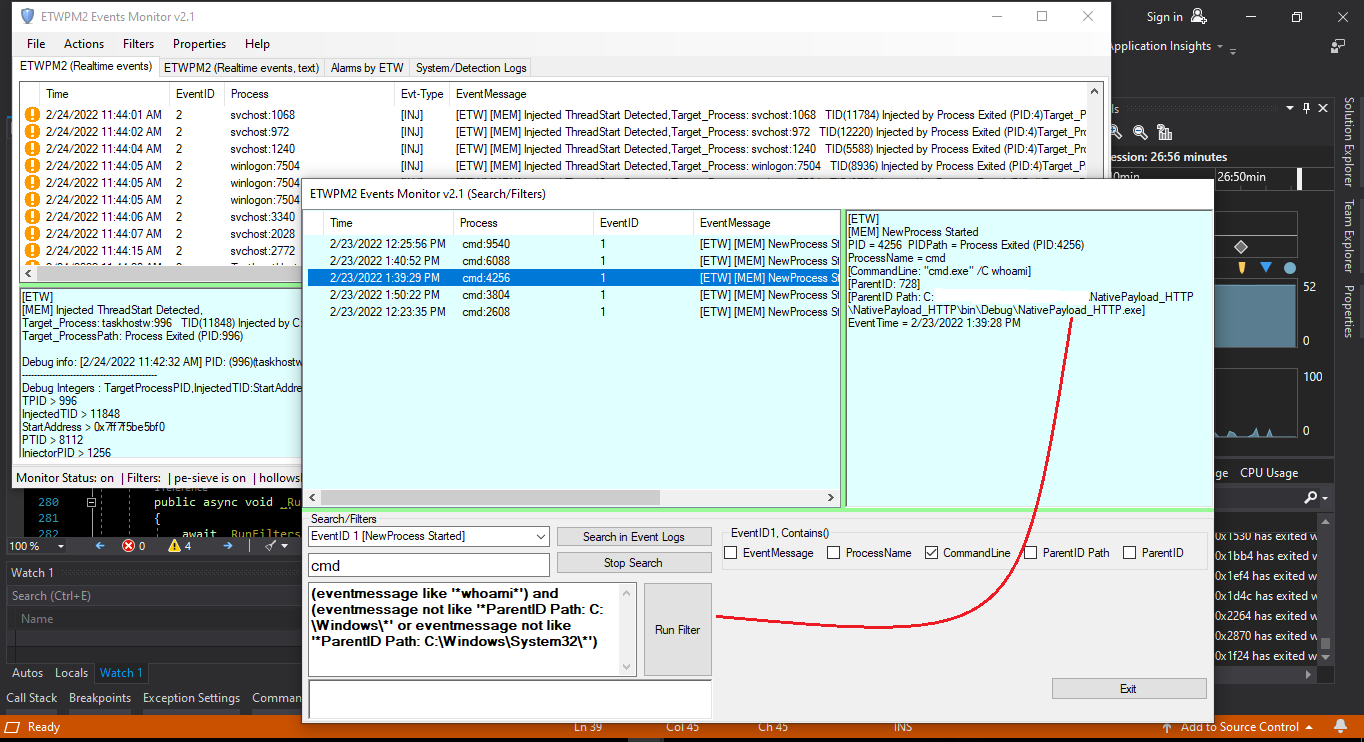 ETWPM2 Events Monitor v2.1
Sign in
File Actions Filters Properties Help
Application Insights
ETWPM2 (Realtime events) ETWPM2 (Realtime events, text) Alarms by ETW System/Detection Logs
Time EventID Process Evt-Type EventMessage
2/24/2022 11:44:01 AM 2 svchost:1068 [INJ] [ETW] [MEM] Injected ThreadStart Detected,Target_Process: svchost:1068 TID(11784) Injected by Process Exited (PID:4)Target_P
2/24/2022 11:44:02 AM 2 svchost:972 [INJ] [ETW] [MEM] Injected ThreadStart Detected,Target_Process: svchost:972 TID(12220) Injected by Process Exited (PID:4)Target_Pr
2/24/2022 11:44:04 AM 2 svchost:1240 [INJ] [ETW] [MEM] Injected ThreadStart Detected,Target_Process: svchost:1240 TID(5588) Injected by Process Exited (PID:4)Target_Pr
2/24/2022 11:44:05 AM 2 winlogon:7504 [INJ] [ETW] [MEM] Injected ThreadStart Detected,Target_Process: winlogon:7504 TID(8936) Injected by Process Exited (PID:4)Target_
2/24/2022 11:44:05 AM 2 winlogon:7504
2/24/2022 11:44:05 AM 2 winlogon:7504
2/24/2022 11:44:06 AM 2 svchost:3340
2/24/2022 11:44:07 AM 2 svchost:2028
2/24/2022 11:44:15 AM 2 svchost:2772
[ETW]
[MEM] Injected ThreadStart Detected,
Target_Process: taskhostw:996 TID(11848) Injected by C:
Target_ProcessPath: Process Exited (PID:996)
Debug info: [2/24/2022 11:42:32 AM] PID: (996)(taskhostw
Debug Integers : TargetProcessPID,InjectedTID:StartAddre
TPID > 996
InjectedTID > 11848
StartAddress > 0x7ff7f5be5bf0
PTID > 8112
InjectorPID > 1256
Monitor Status: on | Filters: | pe-sieve is on | hollowsh
ETWPM2 Events Monitor v2.1 (Search/Filters)
Time Process EventID EventMessage
2/23/2022 12:25:56 PM cmd:9540 1 [ETW] [MEM] NewProcess St
2/23/2022 1:40:52 PM cmd:6088 1 [ETW] [MEM] NewProcess St
2/23/2022 1:39:29 PM cmd:4256 1 [ETW] [MEM] NewProcess St
2/23/2022 1:50:22 PM cmd:3804 1 [ETW] [MEM] NewProcess St
2/23/2022 12:23:35 PM cmd:2608 1 [ETW] [MEM] NewProcess St
[ETW]
[MEM] NewProcess Started
PID = 4256 PIDPath = Process Exited (PID:4256)
ProcessName = cmd
[CommandLine: "cmd.exe" /C whoami]
[ParentID: 728]
[ParentID Path: C: .NativePayload_HTTP
\NativePayload_HTTP\bin\Debug\NativePayload_HTTP.exe]
EventTime = 2/23/2022 1:39:28 PM
Search/Filters
EventID 1 [NewProcess Started]
Search in Event Logs
cmd
Stop Search
EventID1, Contains()
EventMessage ProcessName CommandLine ParentID Path ParentID
(eventmessage like '*whoami*') and
(eventmessage not like '*ParentID Path: C:
\Windows\*' or eventmessage not like
'*ParentID Path: C:\Windows\System32\*')
Run Filter
Exit
ls
ession: 26:56 minutes
0min 26:50min
52
0
100
0
ge CPU Usage
0x1530 has exited w
0x1bb4 has exited w
0x1ef4 has exited w
0x1d4c has exited w
0x2264 has exited w
0x2870 has exited w
0x1f24 has exited w
Solution Explorer
Team Explorer
Properties
280 public async void _Ru
281 {
282 await _RunFilters
100 % 0 4
Watch 1
Search (Ctrl+E)
Name
Autos Locals Watch 1
Call Stack Breakpoints Exception Settings Comman
Ready Ln 39 Col 45 Ch 45 INS Add to Source Control